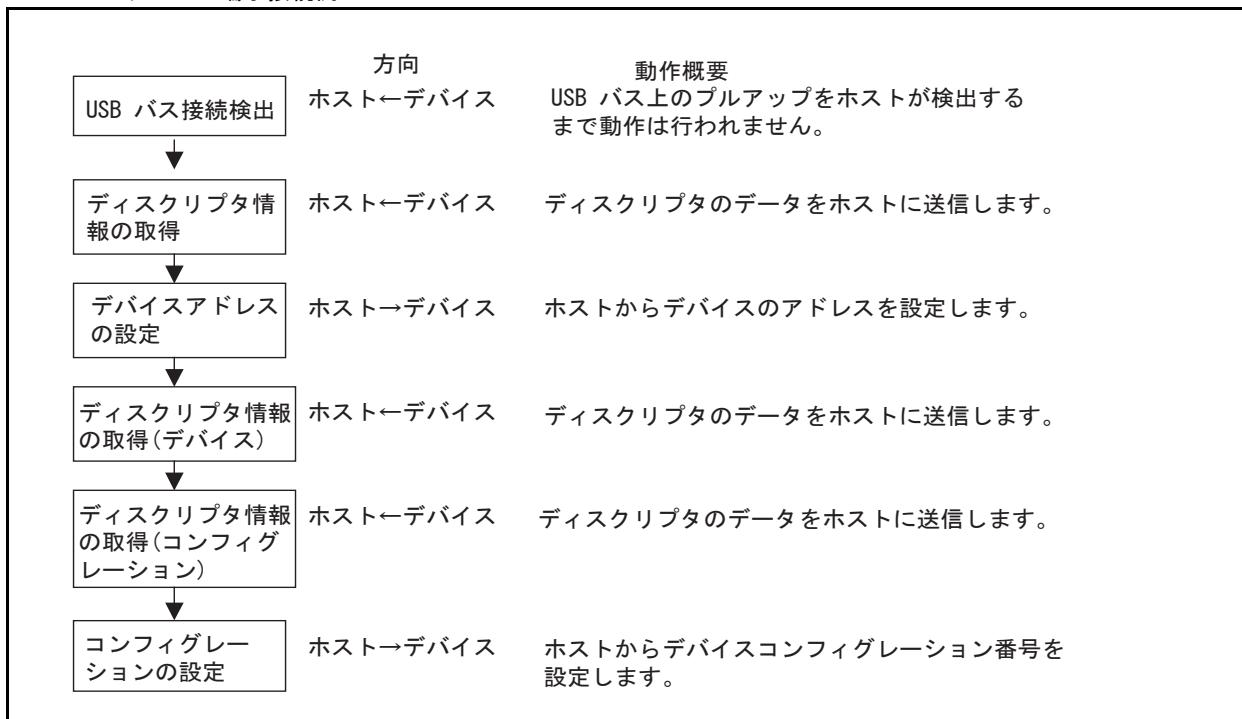 方向
動作概要
USB バス接続検出
ホスト←デバイス
USB バス上のプルアップをホストが検出する
まで動作は行われません。
ディスクリプタ情
報の取得
ホスト←デバイス
ディスクリプタのデータをホストに送信します。
デバイスアドレス
の設定
ホスト→デバイス
ホストからデバイスのアドレスを設定します。
ディスクリプタ情報
の取得(デバイス)
ホスト←デバイス
ディスクリプタのデータをホストに送信します。
ディスクリプタ情報
の取得(コンフィグ
レーション)
ホスト←デバイス
ディスクリプタのデータをホストに送信します。
コンフィグレー
ションの設定
ホスト→デバイス
ホストからデバイスコンフィグレーション番号を
設定します。